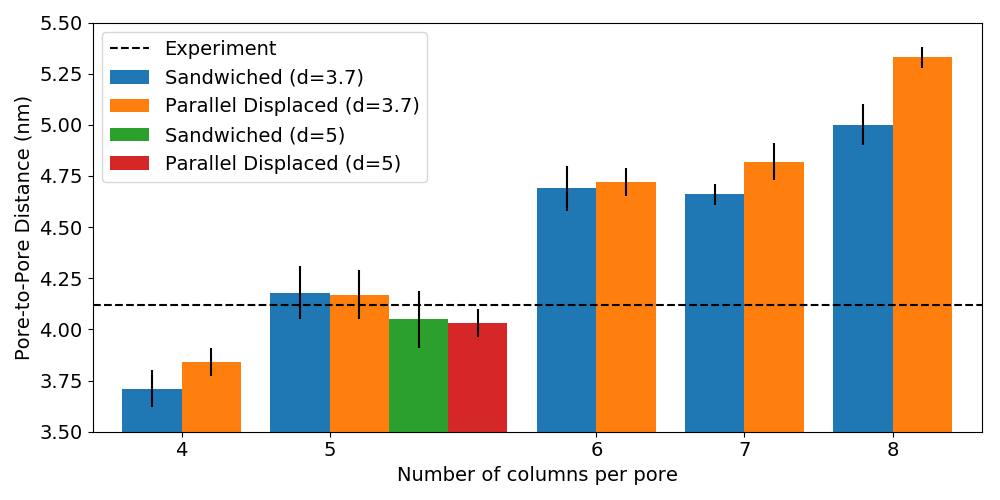 5.50
5.25
5.00
4.75
4.50
4.25
4.00
3.75
3.50
Pore-to-Pore Distance (nm)
Experiment
Sandwiched (d=3.7)
Parallel Displaced (d=3.7)
Sandwiched (d=5)
Parallel Displaced (d=5)
4 5 6 7 8
Number of columns per pore